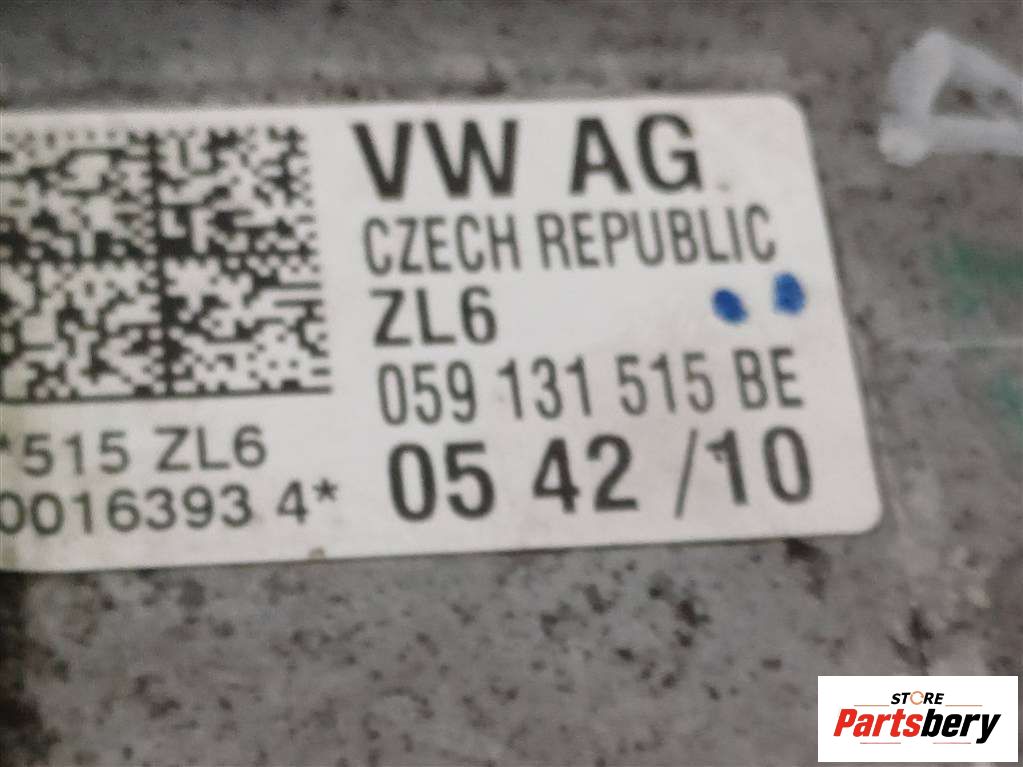 VW AG
CZECH REPUBLIC
ZL6
059 131 515 BE
05 42 /10
*515 ZL6
0016393 4*
STORE
Partsbery